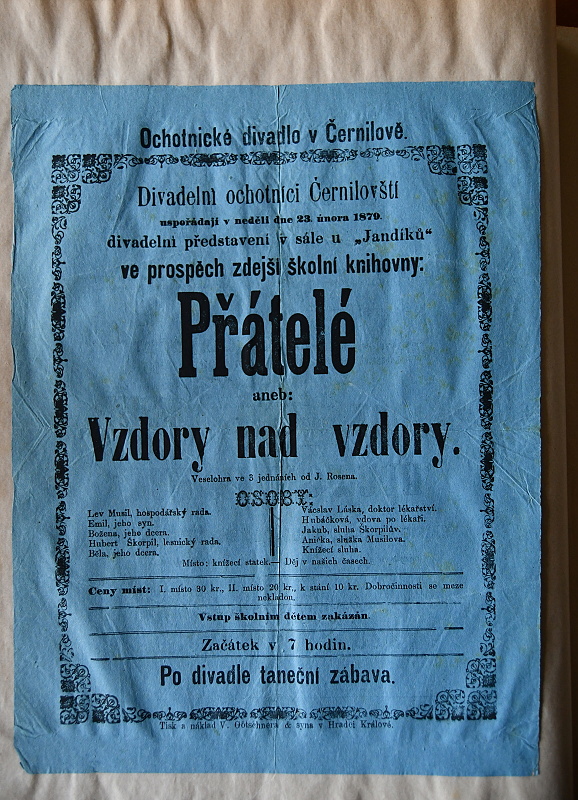 Ochotnické divadlo v Černilově.
Divadelní ochotníci Černilovští
uspořádají v neděli dne 23. února 1879.
divadelní představení v sále u „Jandíků“
ve prospěch zdejší školní knihovny:
Přátelé
aneb:
Vzdory nad vzdory.
Veselohra ve 3 jednáních od J. Rosena.
OSOBY:
Lev Musil, hospodářský rada.
Emil, jeho syn.
Božena, jeho dcera.
Hubert Škorpil, lesnický rada.
Běla, jeho dcera.
Václav Láska, doktor lékařství.
Hubáčková, vdova po lékaři.
Jakub, sluha Škorpilův.
Anička, služka Musilova.
Knížecí sluha.
Místo: knížecí statek.— Děj v našich časech.
Ceny míst: I. místo 30 kr., II. místo 20 kr., k stání 10 kr. Dobročinnosti se meze
nekladou.
Vstup školním dětem zakázán.
Začátek v 7 hodin.
Po divadle taneční zábava.
Tisk a náklad V. Götschnera & syna v Hradci Králové.